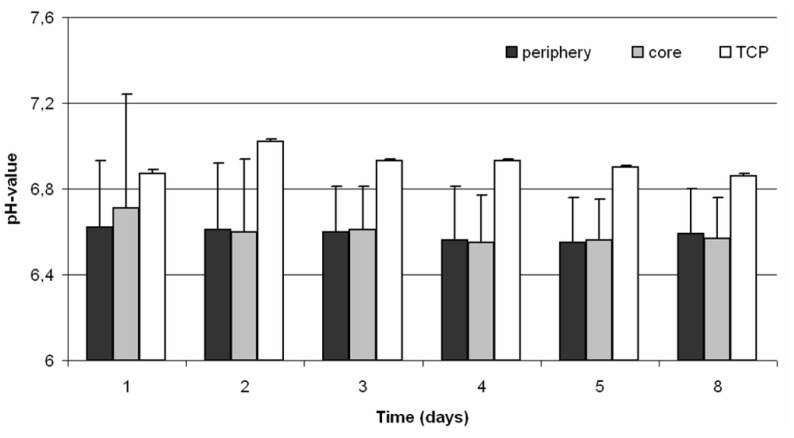 7,6
periphery core TCP
7,2
6,8
6,4
6
pH-value
1 2 3 4 5 8
Time (days)